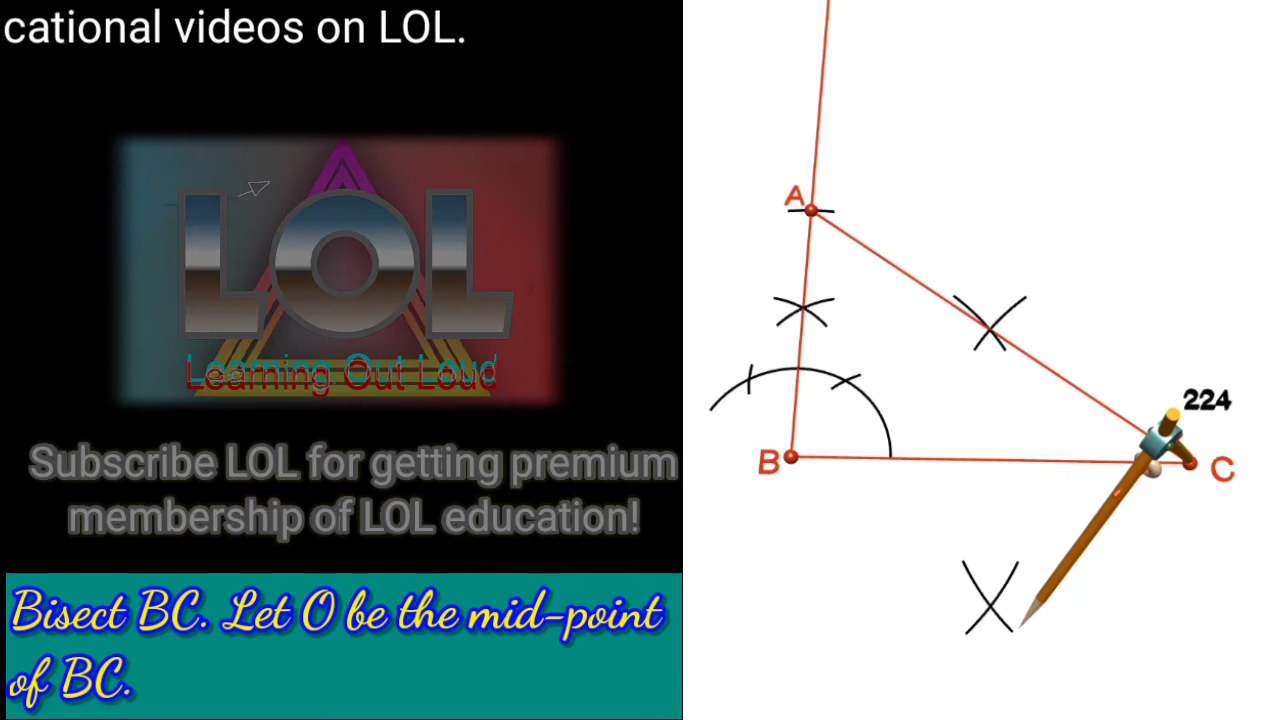 cational videos on LOL.
LOL
Learning Out Loud
Subscribe LOL for getting premium
membership of LOL education!
Bisect BC. Let O be the mid-point
of BC.
A
224
B
C